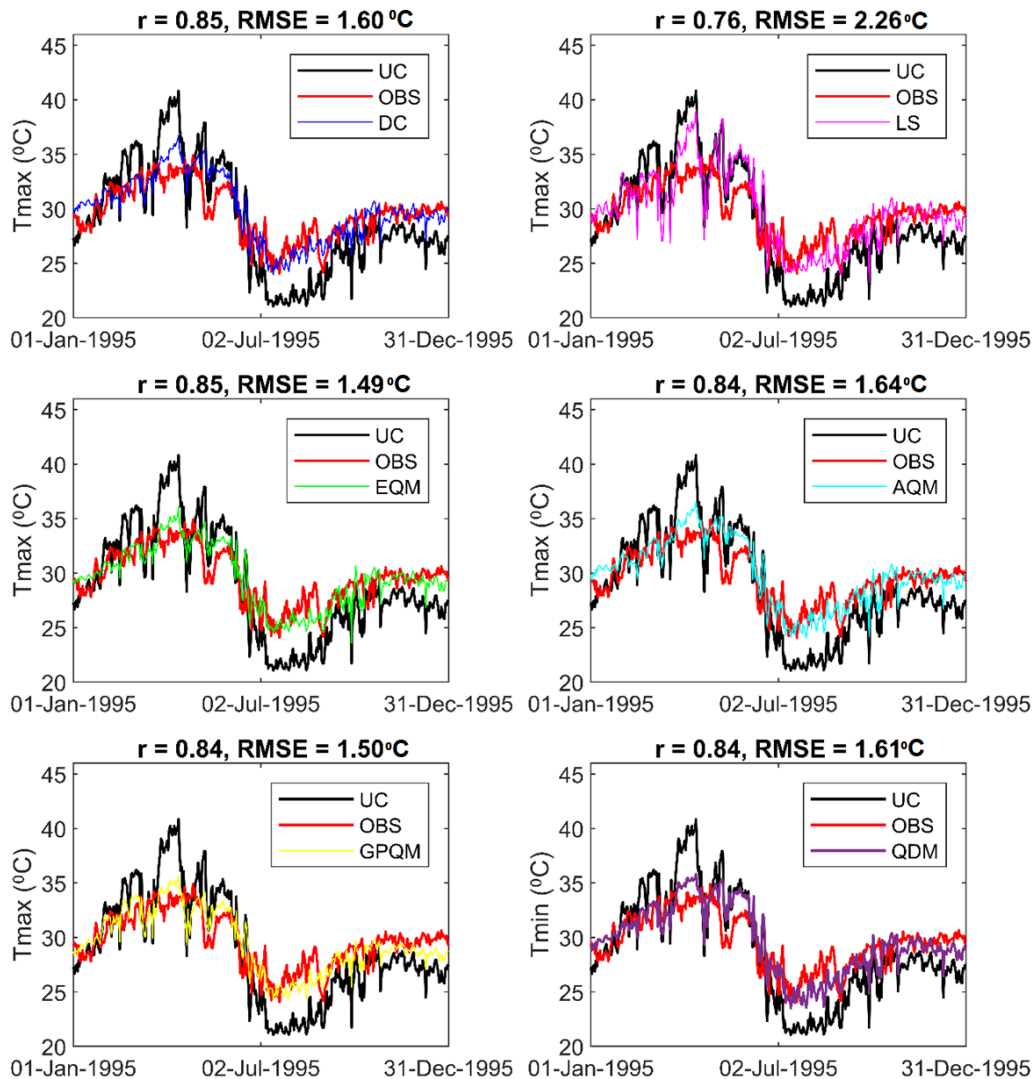 r = 0.85, RMSE = 1.60 ºC
45
40
35
30
25
20
Tmax (ºC)
UC
OBS
DC
01-Jan-1995 02-Jul-1995 31-Dec-1995
r = 0.76, RMSE = 2.26ºC
45
40
35
30
25
20
Tmax (ºC)
UC
OBS
LS
01-Jan-1995 02-Jul-1995 31-Dec-1995
r = 0.85, RMSE = 1.49ºC
45
40
35
30
25
20
Tmax (ºC)
UC
OBS
EQM
01-Jan-1995 02-Jul-1995 31-Dec-1995
r = 0.84, RMSE = 1.64ºC
45
40
35
30
25
20
Tmax (ºC)
UC
OBS
AQM
01-Jan-1995 02-Jul-1995 31-Dec-1995
r = 0.84, RMSE = 1.50ºC
45
40
35
30
25
20
Tmax (ºC)
UC
OBS
GPQM
01-Jan-1995 02-Jul-1995 31-Dec-1995
r = 0.84, RMSE = 1.61ºC
45
40
35
30
25
20
Tmin (ºC)
UC
OBS
QDM
01-Jan-1995 02-Jul-1995 31-Dec-1995